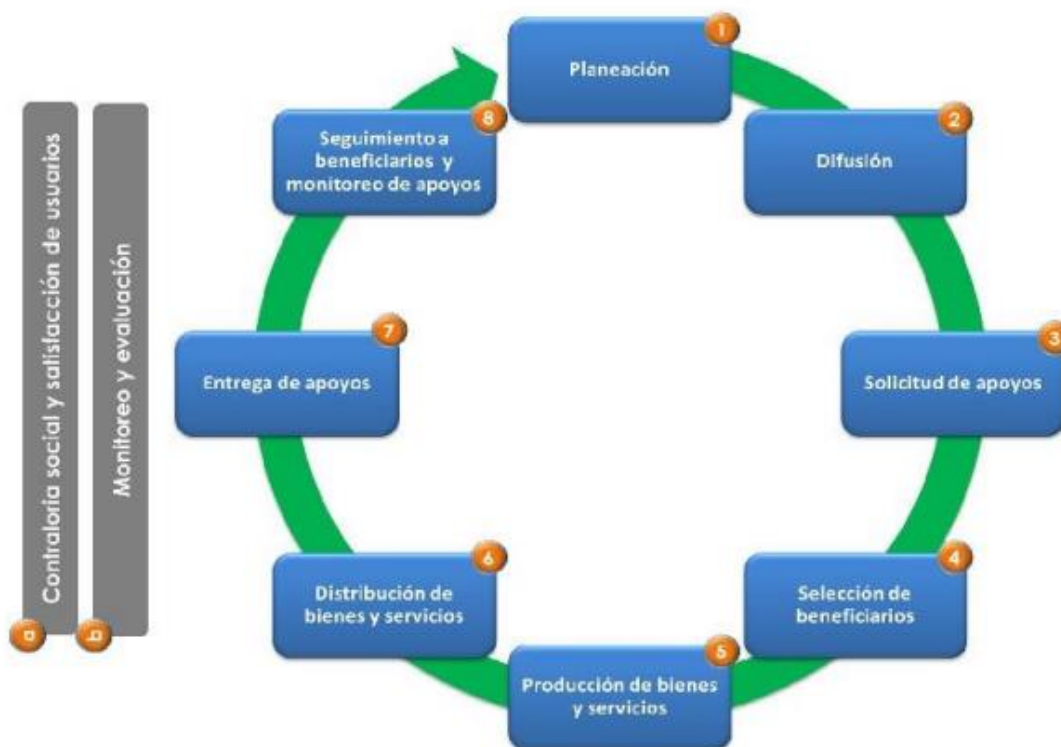 1
Planeación
2
Difusión
3
Solicitud de apoyos
4
Selección de
beneficiarios
5
Producción de bienes
y servicios
6
Distribución de
bienes y servicios
7
Entrega de apoyos
8
Seguimiento a
beneficiarios y
monitoreo de apoyos
a
Contraloría social y satisfacción de usuarios
b
Monitoreo y evaluación